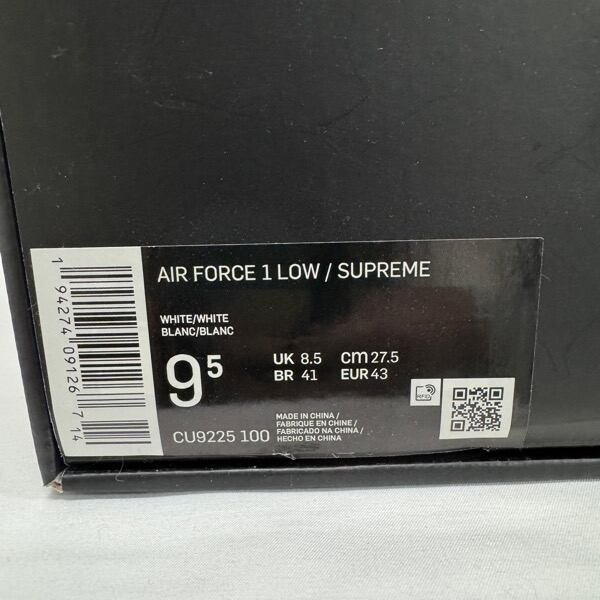 AIR FORCE 1 LOW / SUPREME
WHITE/WHITE
BLANC/BLANC
9 5
UK 8.5 cm 27.5
BR 41 EUR 43
CU9225 100
MADE IN CHINA /
FABRIQUE EN CHINE /
FABRICADO NA CHINA /
HECHO EN CHINA
RFID
1 94274 09126 7 14